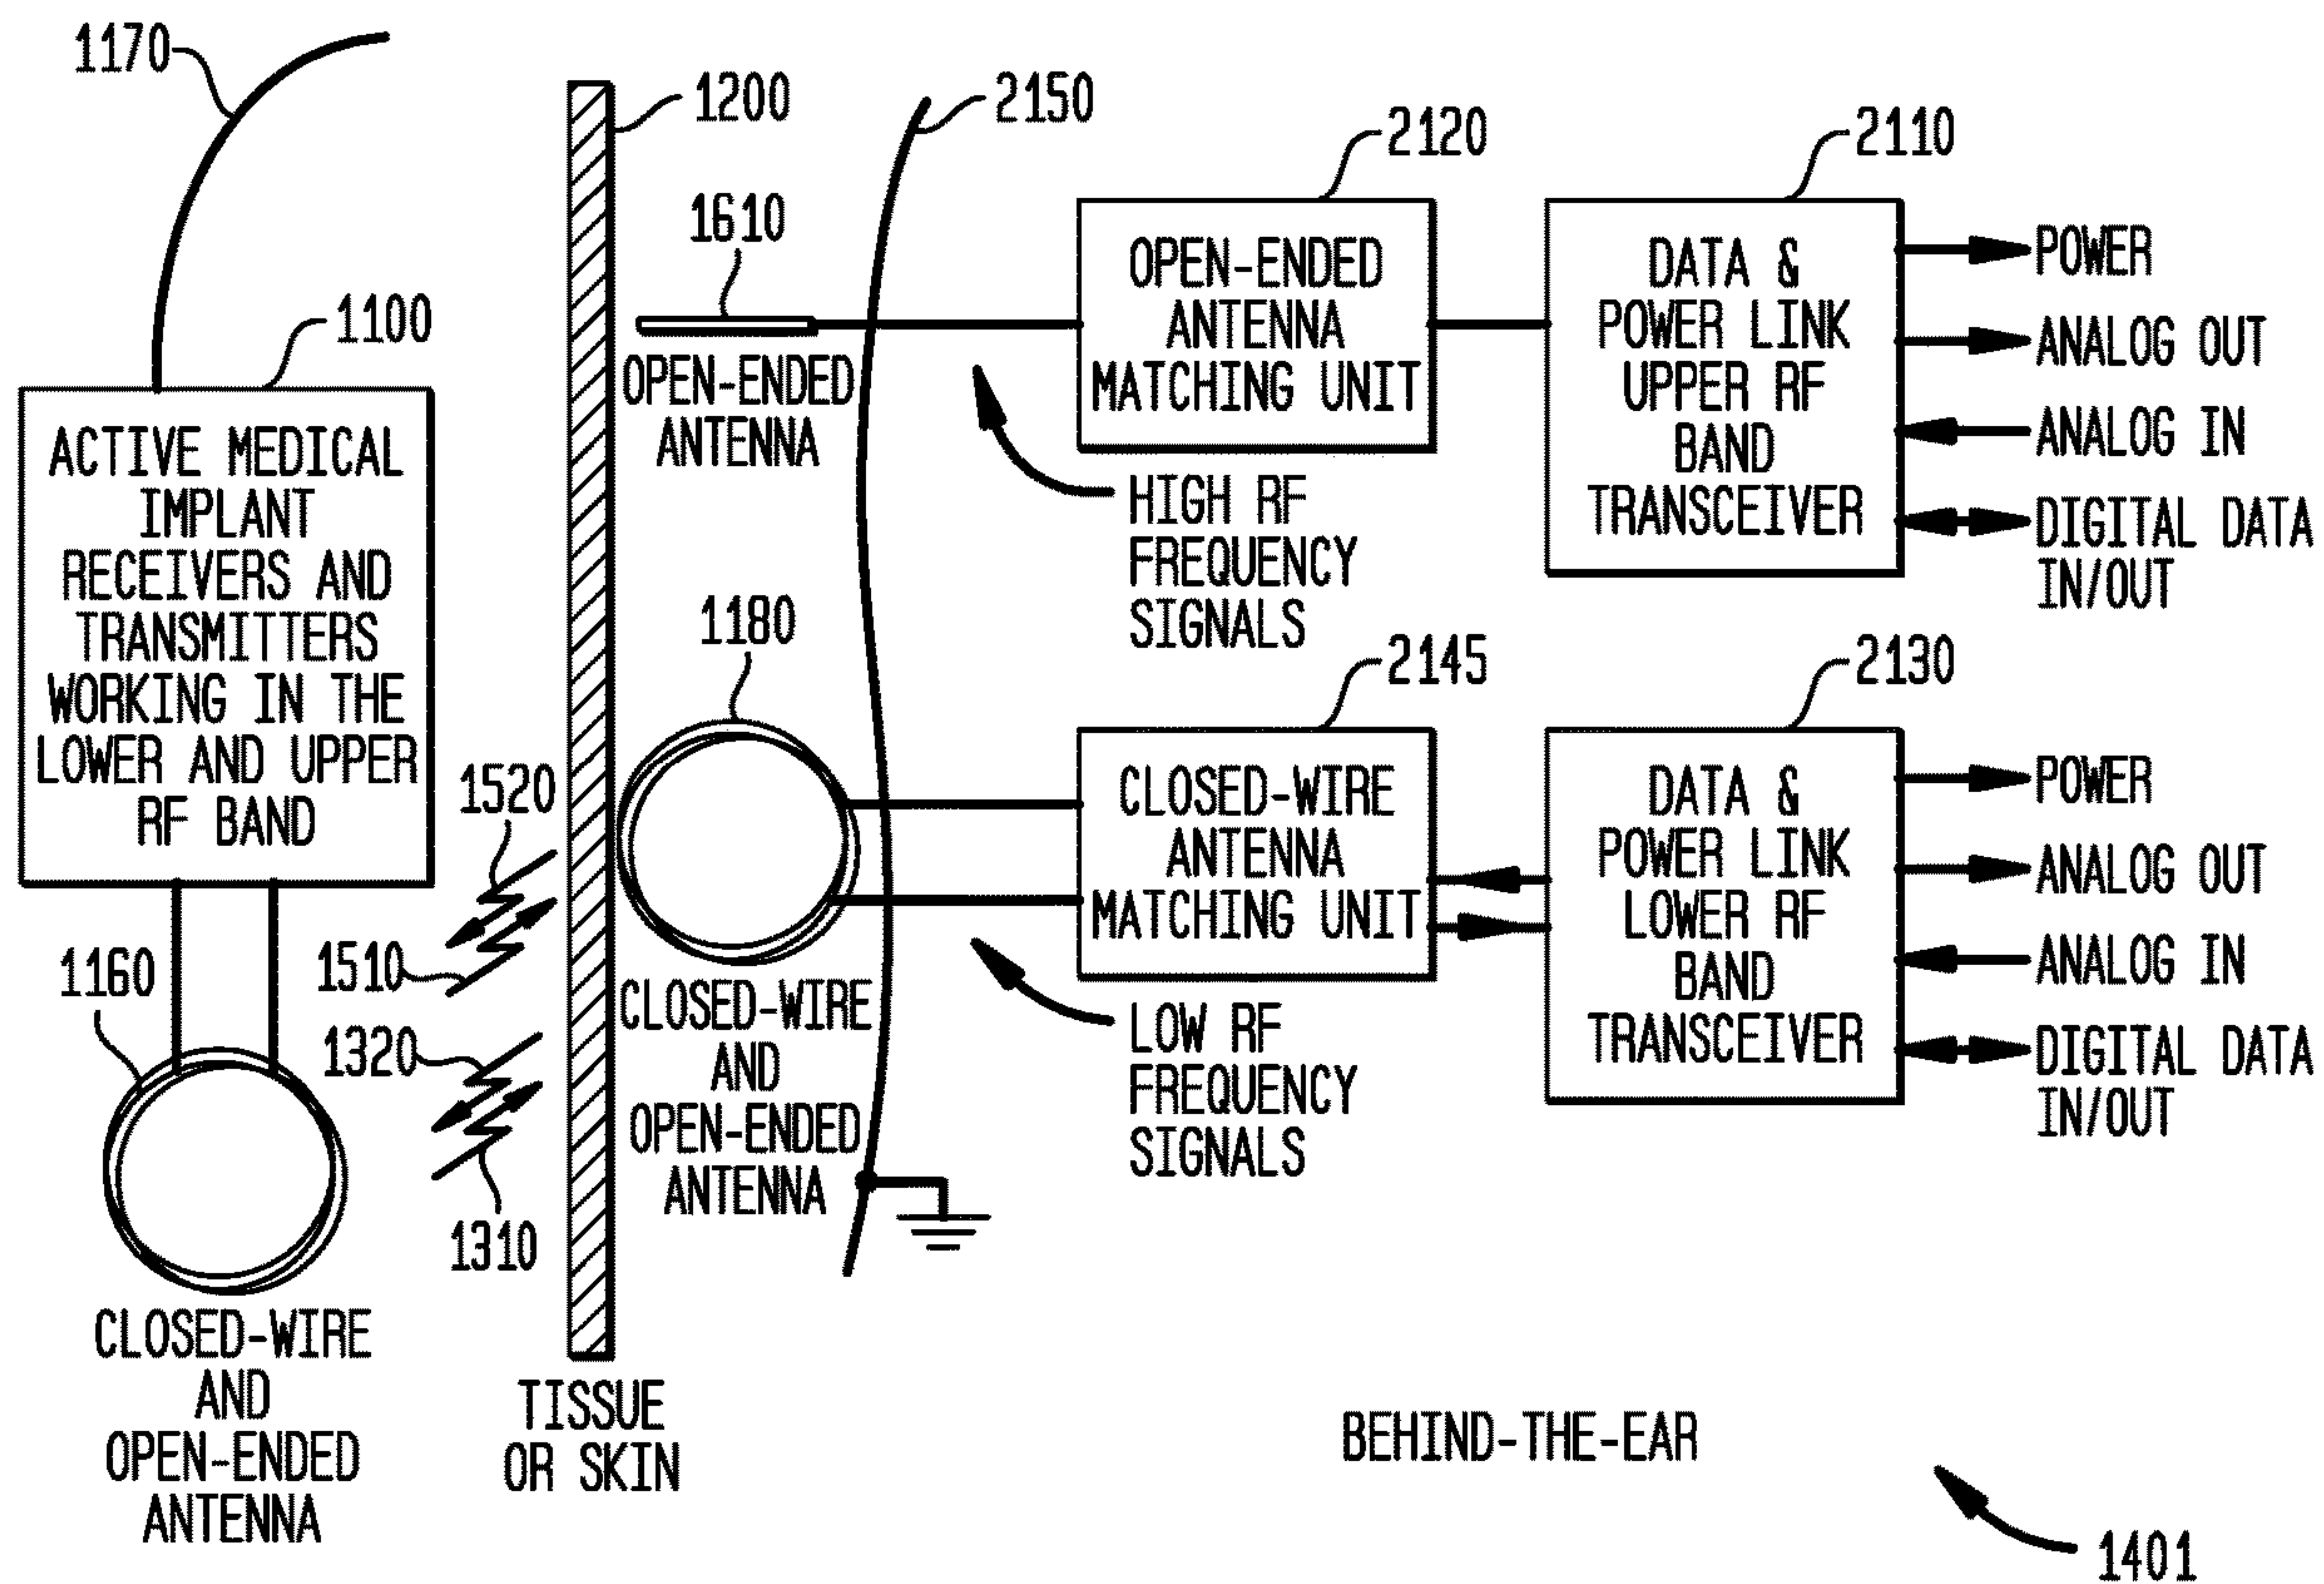 1170
1200
2150
2120
2110
1610
1100
OPEN-ENDED
ANTENNA
MATCHING UNIT
DATA &
POWER LINK
UPPER RF
BAND
TRANSCEIVER
POWER
ANALOG OUT
ANALOG IN
DIGITAL DATA
IN/OUT
OPEN-ENDED
ANTENNA
HIGH RF
FREQUENCY
SIGNALS
ACTIVE MEDICAL
IMPLANT
RECEIVERS AND
TRANSMITTERS
WORKING IN THE
LOWER AND UPPER
RF BAND
1180
2145
2130
1520
1510
1160
1320
1310
CLOSED-WIRE
ANTENNA
MATCHING UNIT
DATA &
POWER LINK
LOWER RF
BAND
TRANSCEIVER
POWER
ANALOG OUT
ANALOG IN
DIGITAL DATA
IN/OUT
CLOSED-WIRE
AND
OPEN-ENDED
ANTENNA
LOW RF
FREQUENCY
SIGNALS
CLOSED-WIRE
AND
OPEN-ENDED
ANTENNA
TISSUE
OR SKIN
BEHIND-THE-EAR
1401